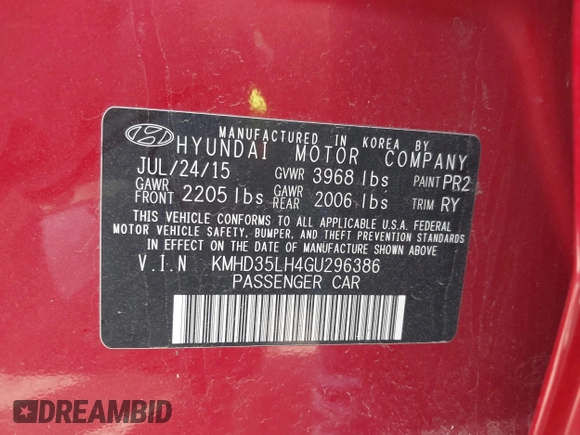 MANUFACTURED IN KOREA BY
HYUNDAI MOTOR COMPANY
JUL/24/15 GVWR 3968 lbs PAINT PR2
GAWR FRONT 2205 lbs GAWR REAR 2006 lbs TRIM RY
THIS VEHICLE CONFORMS TO ALL APPLICABLE U.S.A. FEDERAL
MOTOR VEHICLE SAFETY, BUMPER, AND THEFT PREVENTION STANDARDS
IN EFFECT ON THE DATE OF MANUFACTURE SHOWN ABOVE
V.I.N KMHD35LH4GU296386
PASSENGER CAR
DREAMBID